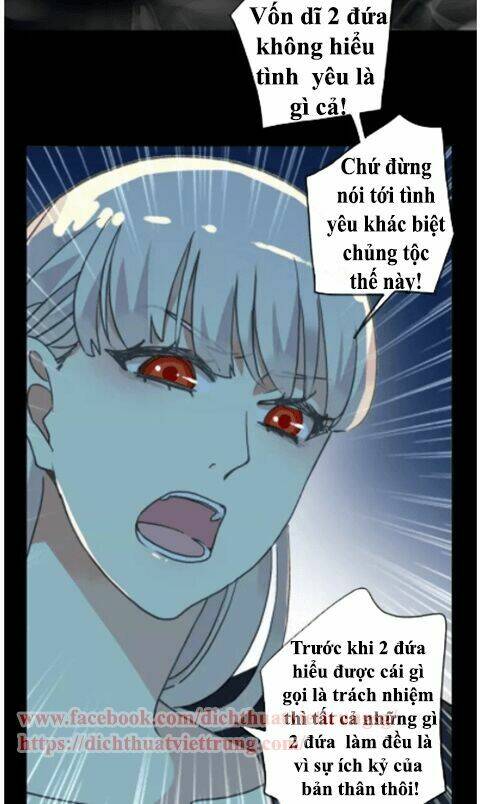 Vốn dĩ 2 đứa
không hiểu
tình yêu là
gì cả!
Chứ đừng
nói tới tình
yêu khác biệt
chủng tộc
thế này!
Trước khi 2 đứa
hiểu được cái gì
gọi là trách nhiệm
thì tất cả những gì
2 đứa làm đều là
vì sự ích kỷ của
bản thân thôi!
www.facebook.com/dichthuatviettrung
https://dichthuatviettrung.com/